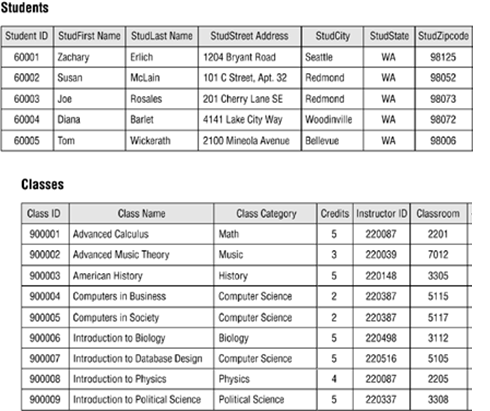 Students
Student ID StudFirst Name StudLast Name StudStreet Address StudCity StudState StudZipcode
60001 Zachary Erlich 1204 Bryant Road Seattle WA 98125
60002 Susan McLain 101 C Street, Apt. 32 Redmond WA 98052
60003 Joe Rosales 201 Cherry Lane SE Redmond WA 98073
60004 Diana Barlet 4141 Lake City Way Woodinville WA 98072
60005 Tom Wickerath 2100 Mineola Avenue Bellevue WA 98006
Classes
Class ID Class Name Class Category Credits Instructor ID Classroom
900001 Advanced Calculus Math 5 220087 2201
900002 Advanced Music Theory Music 3 220039 7012
900003 American History History 5 220148 3305
900004 Computers in Business Computer Science 2 220387 5115
900005 Computers in Society Computer Science 2 220387 5117
900006 Introduction to Biology Biology 5 220498 3112
900007 Introduction to Database Design Computer Science 5 220516 5105
900008 Introduction to Physics Physics 4 220087 2205
900009 Introduction to Political Science Political Science 5 220337 3308